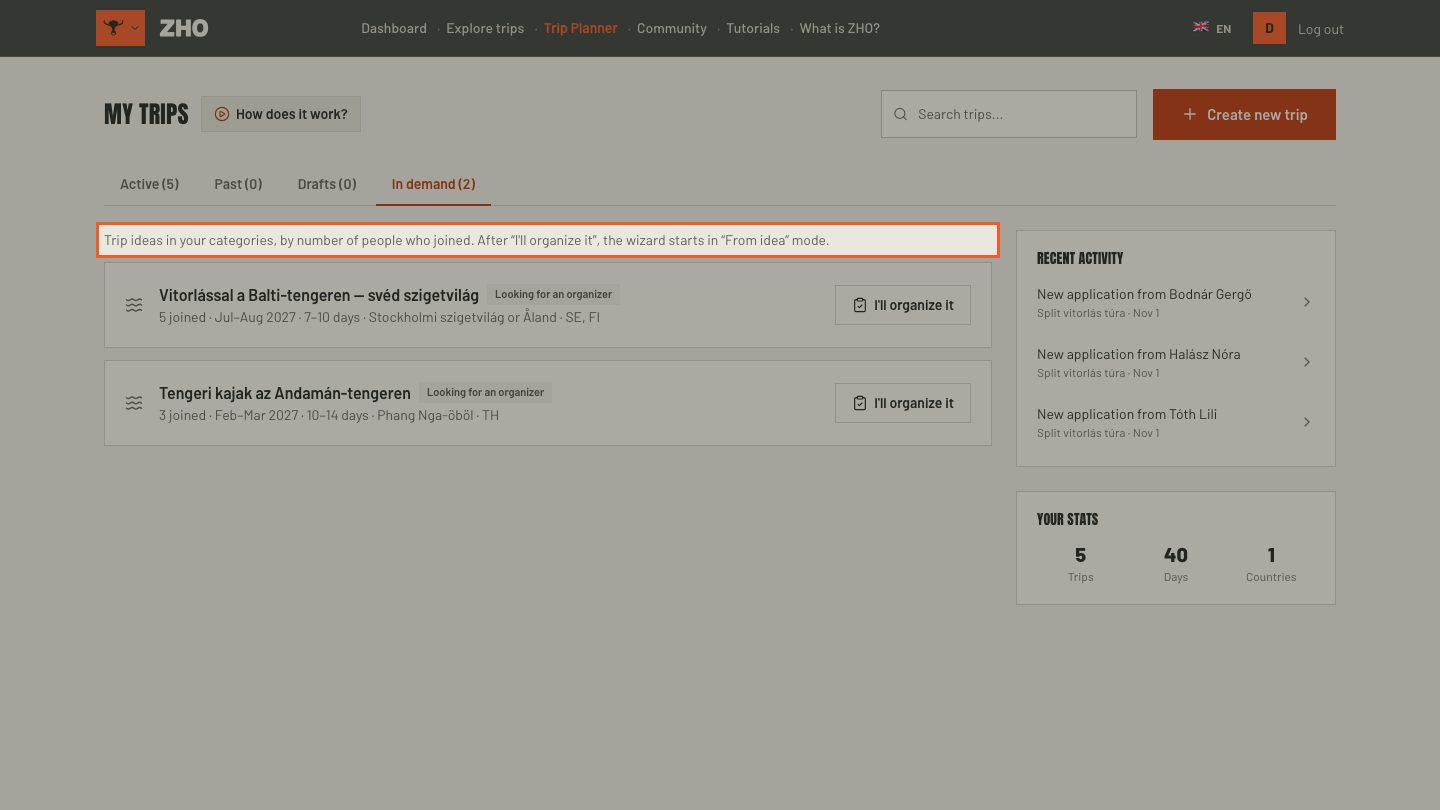 ZHO
Dashboard · Explore trips · Trip Planner · Community · Tutorials · What is ZHO?
EN
D
Log out
MY TRIPS
How does it work?
Search trips...
Create new trip
Active (5)
Past (0)
Drafts (0)
In demand (2)
Trip ideas in your categories, by number of people who joined. After “I'll organize it”, the wizard starts in “From idea” mode.
Vitorlással a Balti-tengeren — svéd szigetvilág
Looking for an organizer
5 joined · Jul–Aug 2027 · 7–10 days · Stockholmi szigetvilág or Åland · SE, FI
I'll organize it
Tengeri kajak az Andamán-tengeren
Looking for an organizer
3 joined · Feb–Mar 2027 · 10–14 days · Phang Nga-öböl · TH
I'll organize it
RECENT ACTIVITY
New application from Bodnár Gergő
Split vitorlás túra · Nov 1
New application from Halász Nóra
Split vitorlás túra · Nov 1
New application from Tóth Lili
Split vitorlás túra · Nov 1
YOUR STATS
5
Trips
40
Days
1
Countries